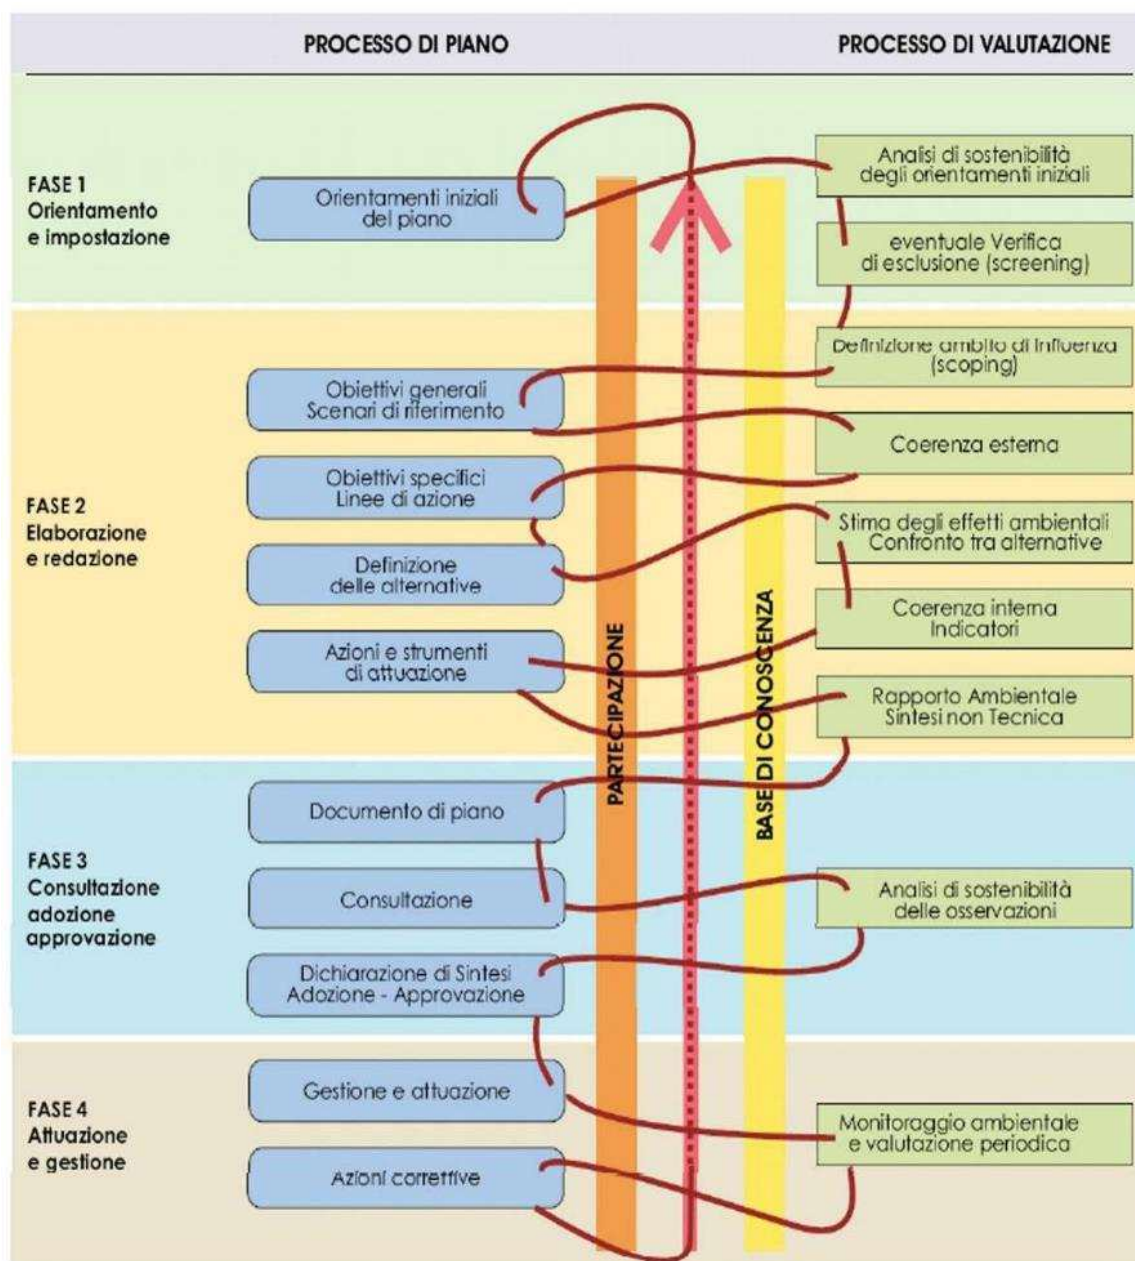 PROCESSO DI PIANO
PROCESSO DI VALUTAZIONE
FASE 1
Orientamento
e impostazione
Orientamenti iniziali
del piano
Analisi di sostenibilità
degli orientamenti iniziali
eventuale Verifica
di esclusione (screening)
FASE 2
Elaborazione
e redazione
Obiettivi generali
Scenari di riferimento
Obiettivi specifici
Linee di azione
Definizione
delle alternative
Azioni e strumenti
di attuazione
Definizione ambito di influenza
(scoping)
Coerenza esterna
Stima degli effetti ambientali
Confronto tra alternative
Coerenza interna
Indicatori
Rapporto Ambientale
Sintesi non Tecnica
PARTECIPAZIONE
BASE DI CONOSCENZA
FASE 3
Consultazione
adozione
approvazione
Documento di piano
Consultazione
Dichiarazione di Sintesi
Adozione - Approvazione
Analisi di sostenibilità
delle osservazioni
FASE 4
Attuazione
e gestione
Gestione e attuazione
Azioni correttive
Monitoraggio ambientale
e valutazione periodica